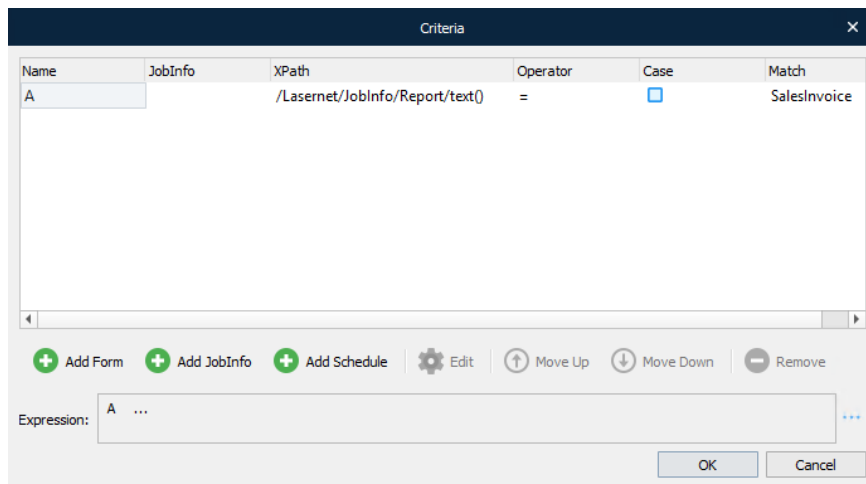 Criteria
Name JobInfo XPath Operator Case Match
A /Lasernet/JobInfo/Report/text() = SalesInvoice
Add Form Add JobInfo Add Schedule Edit Move Up Move Down Remove
Expression: A ...
...
OK Cancel